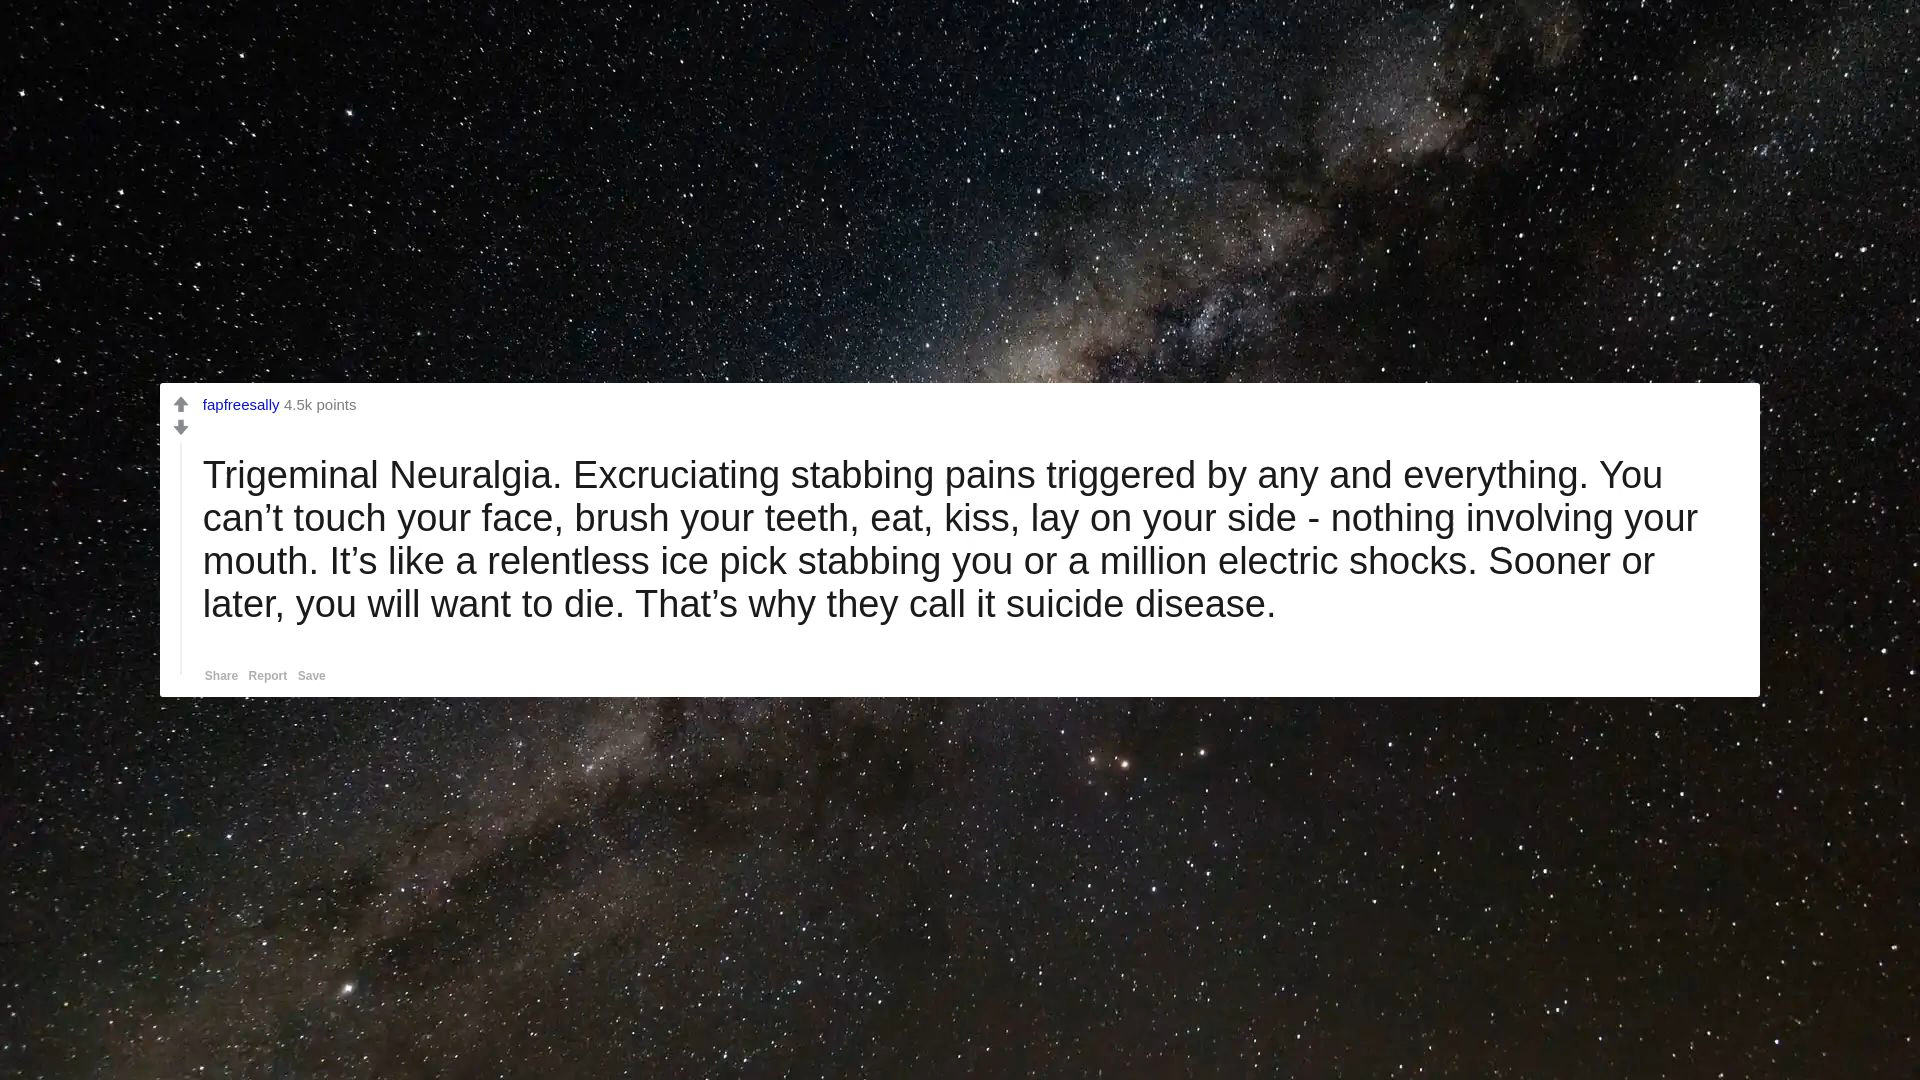 fapfreesally 4.5k points
Trigeminal Neuralgia. Excruciating stabbing pains triggered by any and everything. You
can’t touch your face, brush your teeth, eat, kiss, lay on your side - nothing involving your
mouth. It’s like a relentless ice pick stabbing you or a million electric shocks. Sooner or
later, you will want to die. That’s why they call it suicide disease.
Share Report Save